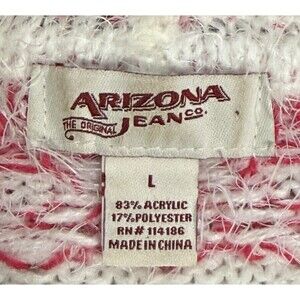 ARIZONA
THE ORIGINAL JEAN CO.
L
83% ACRYLIC
17% POLYESTER
RN# 114186
MADE IN CHINA